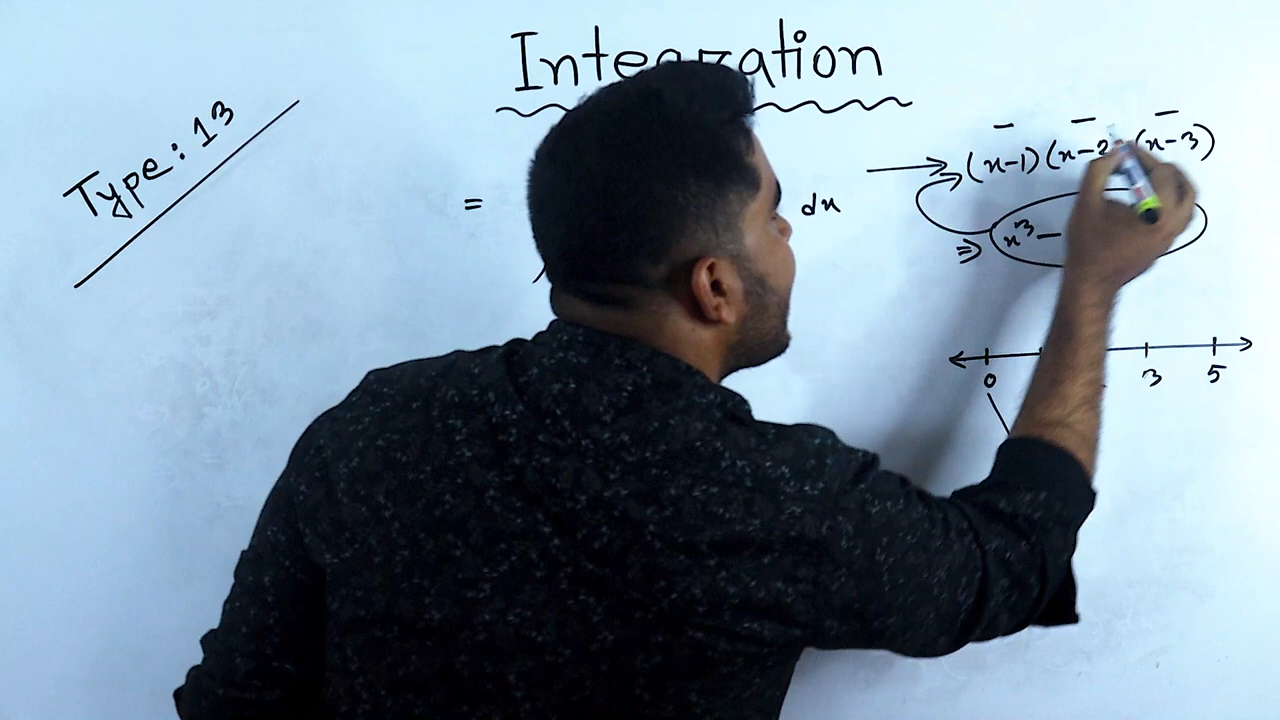 Integration
Type : 13
— — —
→ (x-1) (x-2) (x-3)
= dx
⇒ x³ —
0 3 5